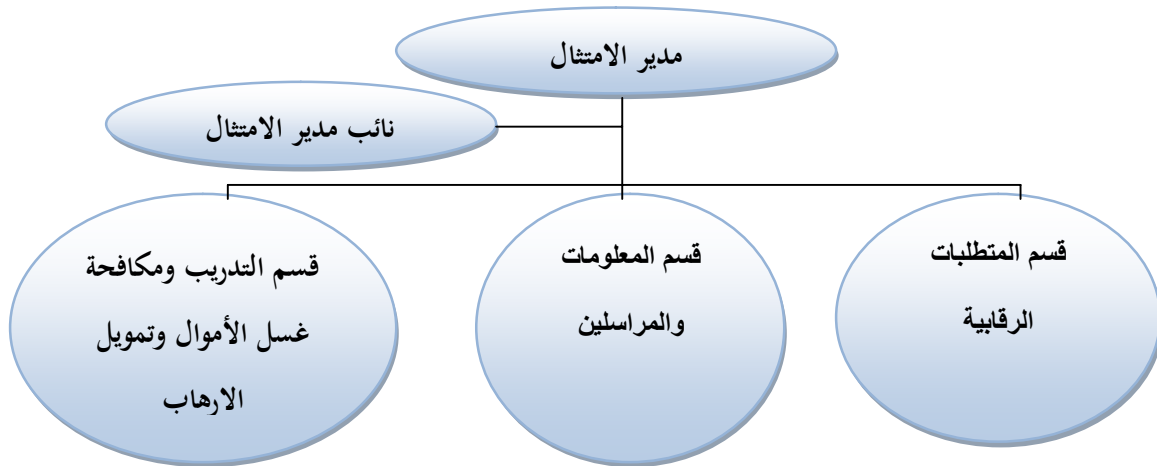 مدير الامتثال
نائب مدير الامتثال
قسم المتطلبات
الرقابية
قسم المعلومات
والمراسلين
قسم التدريب ومكافحة
غسل الأموال وتمويل
الارهاب